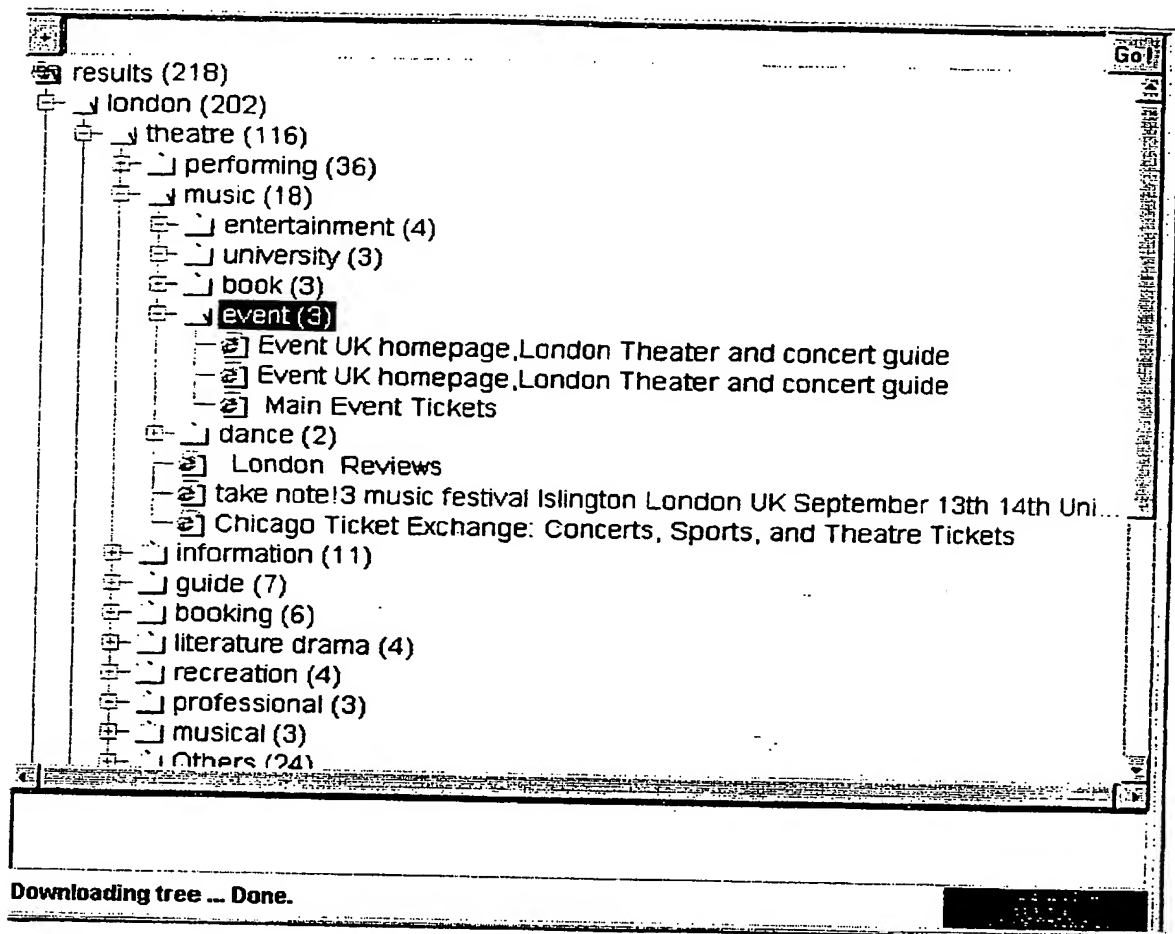 Go!
results (218)
london (202)
theatre (116)
performing (36)
music (18)
entertainment (4)
university (3)
book (3)
event (3)
Event UK homepage,London Theater and concert guide
Event UK homepage,London Theater and concert guide
Main Event Tickets
dance (2)
London Reviews
take note!3 music festival Islington London UK September 13th 14th Uni...
Chicago Ticket Exchange: Concerts, Sports, and Theatre Tickets
information (11)
guide (7)
booking (6)
literature drama (4)
recreation (4)
professional (3)
musical (3)
Others (24)
Downloading tree ... Done.